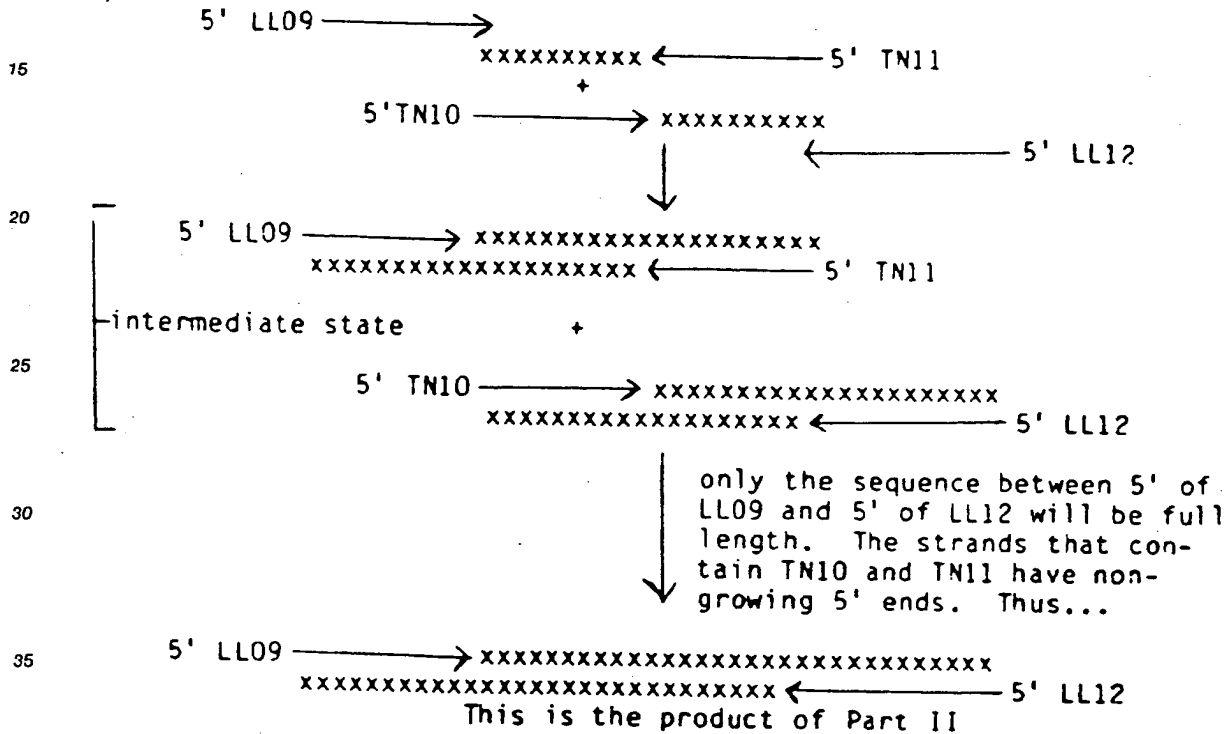 5' LL09
15
xxxxxxxxxx 5' TN11
+
5'TN10 xxxxxxxxxx
5' LL12
20
5' LL09 xxxxxxxxxxxxxxxxxxxxx
xxxxxxxxxxxxxxxxxxxx 5' TN11
intermediate state +
25
5' TN10 xxxxxxxxxxxxxxxxxxxxx
xxxxxxxxxxxxxxxxxxx 5' LL12
only the sequence between 5' of
30
LL09 and 5' of LL12 will be full
length. The strands that con-
tain TN10 and TN11 have non-
growing 5' ends. Thus...
35
5' LL09 xxxxxxxxxxxxxxxxxxxxxxxxxxxxxxx
xxxxxxxxxxxxxxxxxxxxxxxxxxxxx 5' LL12
This is the product of Part II